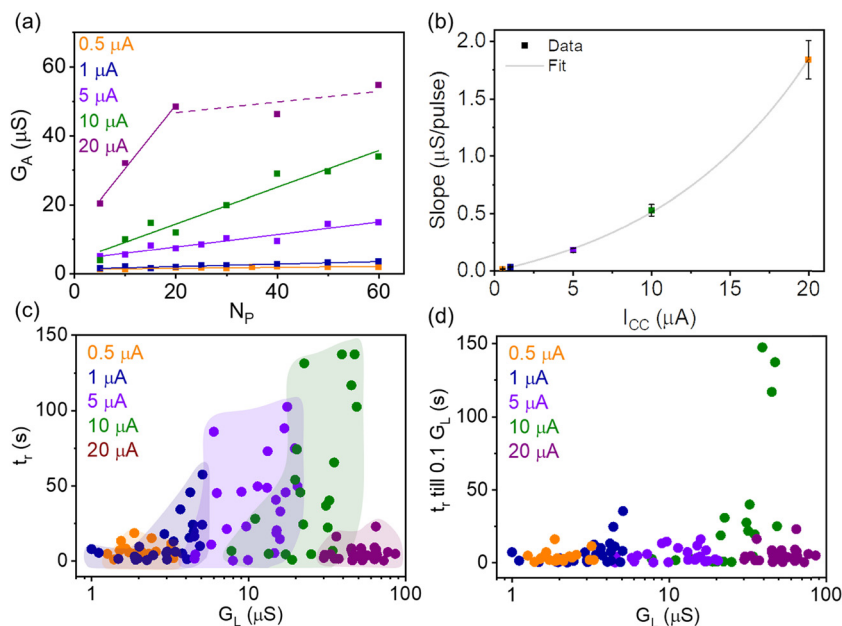 (a)
0.5 µA
1 µA
5 µA
10 µA
20 µA
60
40
20
0
G_A (µS)
0 20 40 60
N_P
(b)
Data
Fit
2.0
1.5
1.0
0.5
0.0
Slope (µS/pulse)
5 10 15 20
I_CC (µA)
(c)
0.5 µA
1 µA
5 µA
10 µA
20 µA
150
100
50
0
t_r (s)
1 10 100
G_L (µS)
(d)
0.5 µA
1 µA
5 µA
10 µA
20 µA
150
100
50
0
t_r till 0.1 G_L (s)
1 10 100
G_L (µS)